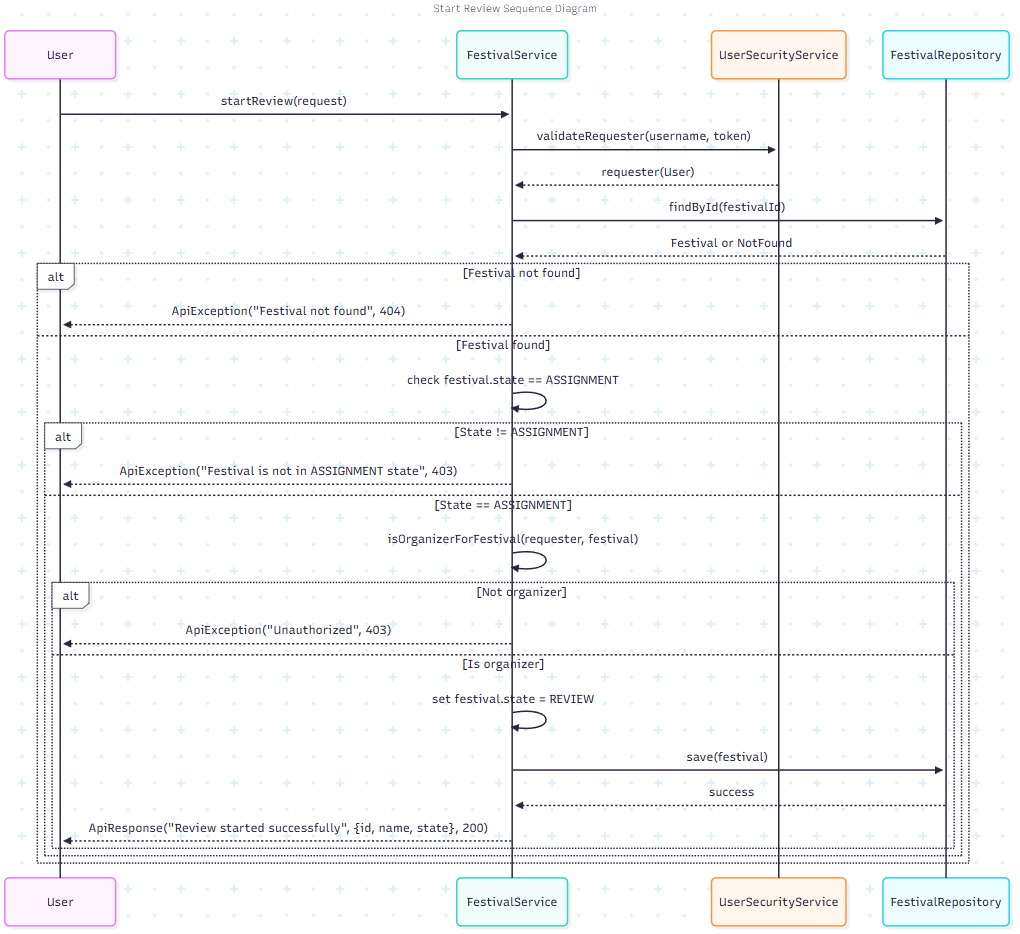 Start Review Sequence Diagram
User
FestivalService
UserSecurityService
FestivalRepository
startReview(request)
validateRequester(username, token)
requester(User)
findById(festivalId)
Festival or NotFound
alt
[Festival not found]
ApiException("Festival not found", 404)
[Festival found]
check festival.state == ASSIGNMENT
alt
[State != ASSIGNMENT]
ApiException("Festival is not in ASSIGNMENT state", 403)
[State == ASSIGNMENT]
isOrganizerForFestival(requester, festival)
alt
[Not organizer]
ApiException("Unauthorized", 403)
[Is organizer]
set festival.state = REVIEW
save(festival)
success
ApiResponse("Review started successfully", {id, name, state}, 200)
User
FestivalService
UserSecurityService
FestivalRepository